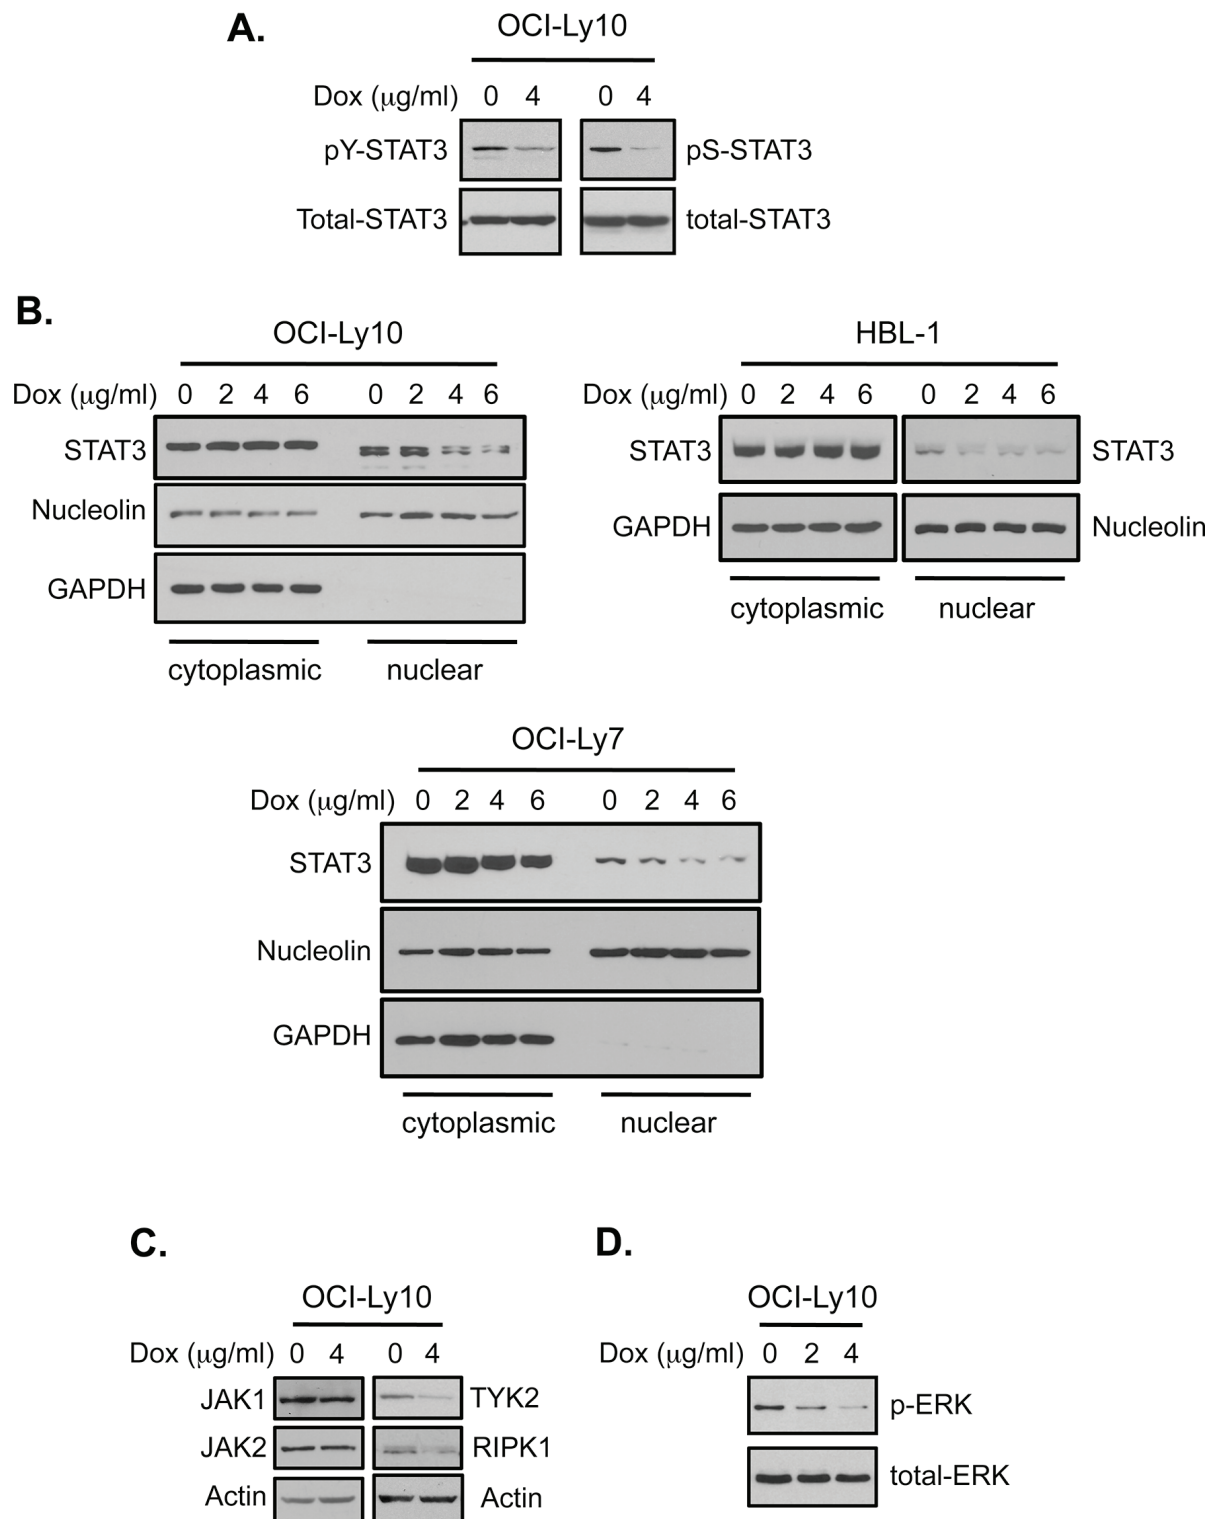 A.
OCI-Ly10
Dox (μg/ml) 0 4 0 4
pY-STAT3 pS-STAT3
Total-STAT3 total-STAT3
B.
OCI-Ly10 HBL-1
Dox (μg/ml) 0 2 4 6 0 2 4 6 Dox (μg/ml) 0 2 4 6 0 2 4 6
STAT3 STAT3 STAT3
Nucleolin GAPDH Nucleolin
GAPDH
cytoplasmic nuclear cytoplasmic nuclear
OCI-Ly7
Dox (μg/ml) 0 2 4 6 0 2 4 6
STAT3
Nucleolin
GAPDH
cytoplasmic nuclear
C.
OCI-Ly10
Dox (μg/ml) 0 4 0 4
JAK1 TYK2
JAK2 RIPK1
Actin Actin
D.
OCI-Ly10
Dox (μg/ml) 0 2 4
p-ERK
total-ERK